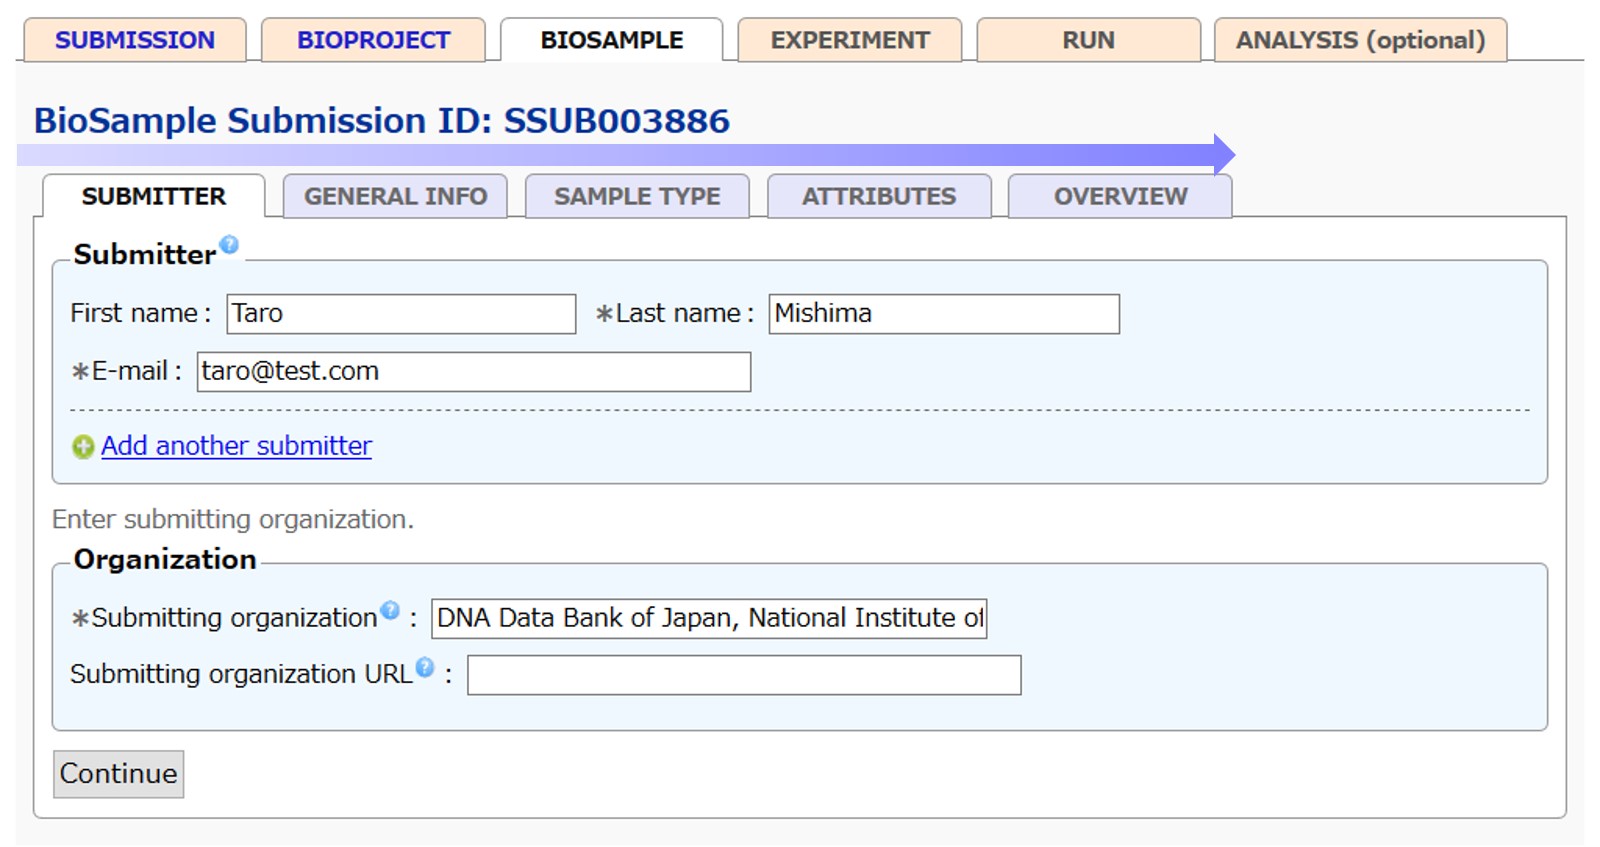 SUBMISSION BIOPROJECT BIOSAMPLE EXPERIMENT RUN ANALYSIS (optional)
BioSample Submission ID: SSUB003886
SUBMITTER GENERAL INFO SAMPLE TYPE ATTRIBUTES OVERVIEW
Submitter?
First name : Taro *Last name : Mishima
*E-mail : taro@test.com
Add another submitter
Enter submitting organization.
Organization
*Submitting organization? : DNA Data Bank of Japan, National Institute of
Submitting organization URL? :
Continue